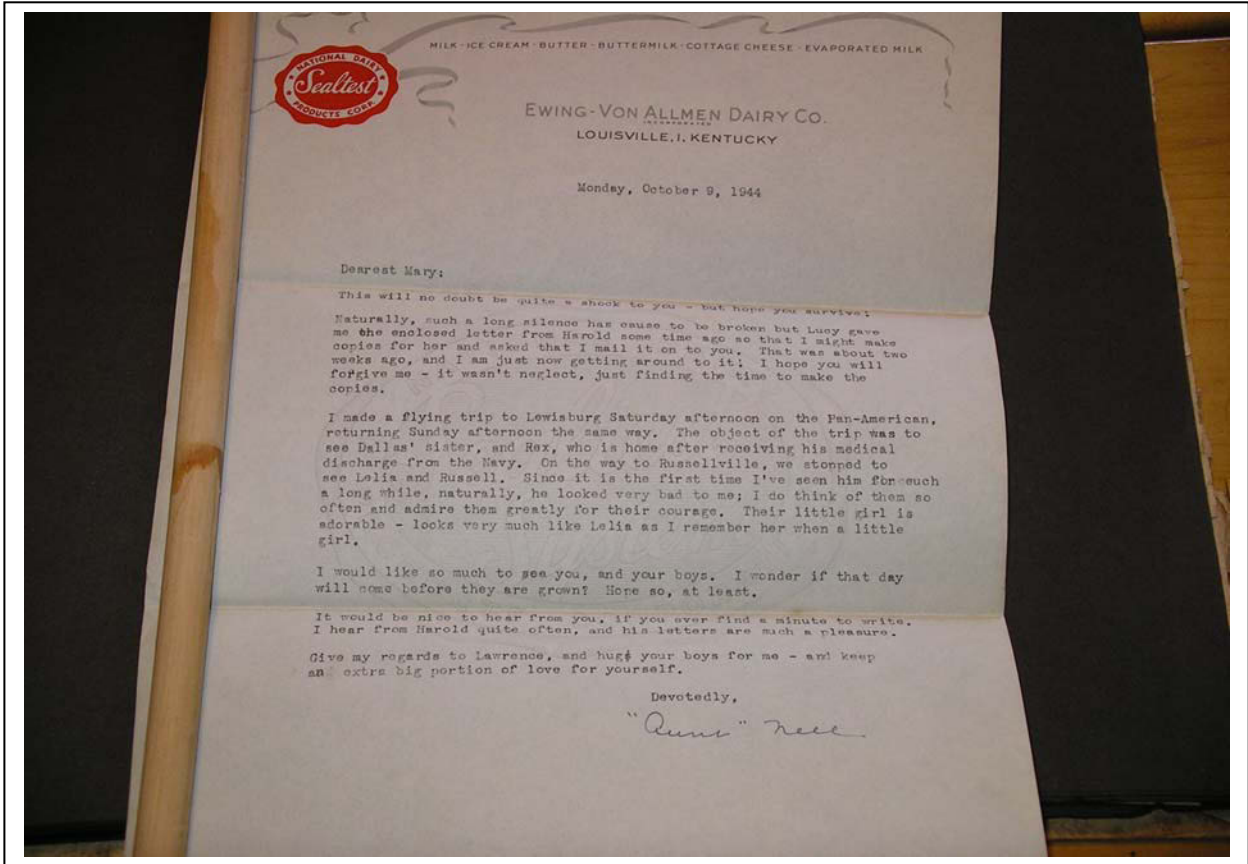 MILK · ICE CREAM · BUTTER · BUTTERMILK · COTTAGE CHEESE · EVAPORATED MILK
NATIONAL DAIRY
Sealtest
PRODUCTS CORP.
EWING-VON ALLMEN DAIRY CO.
INCORPORATED
LOUISVILLE, 1, KENTUCKY
Monday, October 9, 1944
Dearest Mary:
This will no doubt be quite a shock to you - but hope you survive!
Naturally, such a long silence has cause to be broken but Lucy gave
me the enclosed letter from Harold some time ago so that I might make
copies for her and asked that I mail it on to you. That was about two
weeks ago, and I am just now getting around to it! I hope you will
forgive me - it wasn't neglect, just finding the time to make the
copies.
I made a flying trip to Lewisburg Saturday afternoon on the Pan-American,
returning Sunday afternoon the same way. The object of the trip was to
see Dallas' sister, and Rex, who is home after receiving his medical
discharge from the Navy. On the way to Russellville, we stopped to
see Lelia and Russell. Since it is the first time I've seen him for such
a long while, naturally, he looked very bad to me; I do think of them so
often and admire them greatly for their courage. Their little girl is
adorable - looks very much like Lelia as I remember her when a little
girl.
I would like so much to see you, and your boys. I wonder if that day
will come before they are grown? Hope so, at least.
It would be nice to hear from you, if you ever find a minute to write.
I hear from Harold quite often, and his letters are such a pleasure.
Give my regards to Lawrence, and hug your boys for me - and keep
an extra big portion of love for yourself.
Devotedly,
"Aunt" Nell